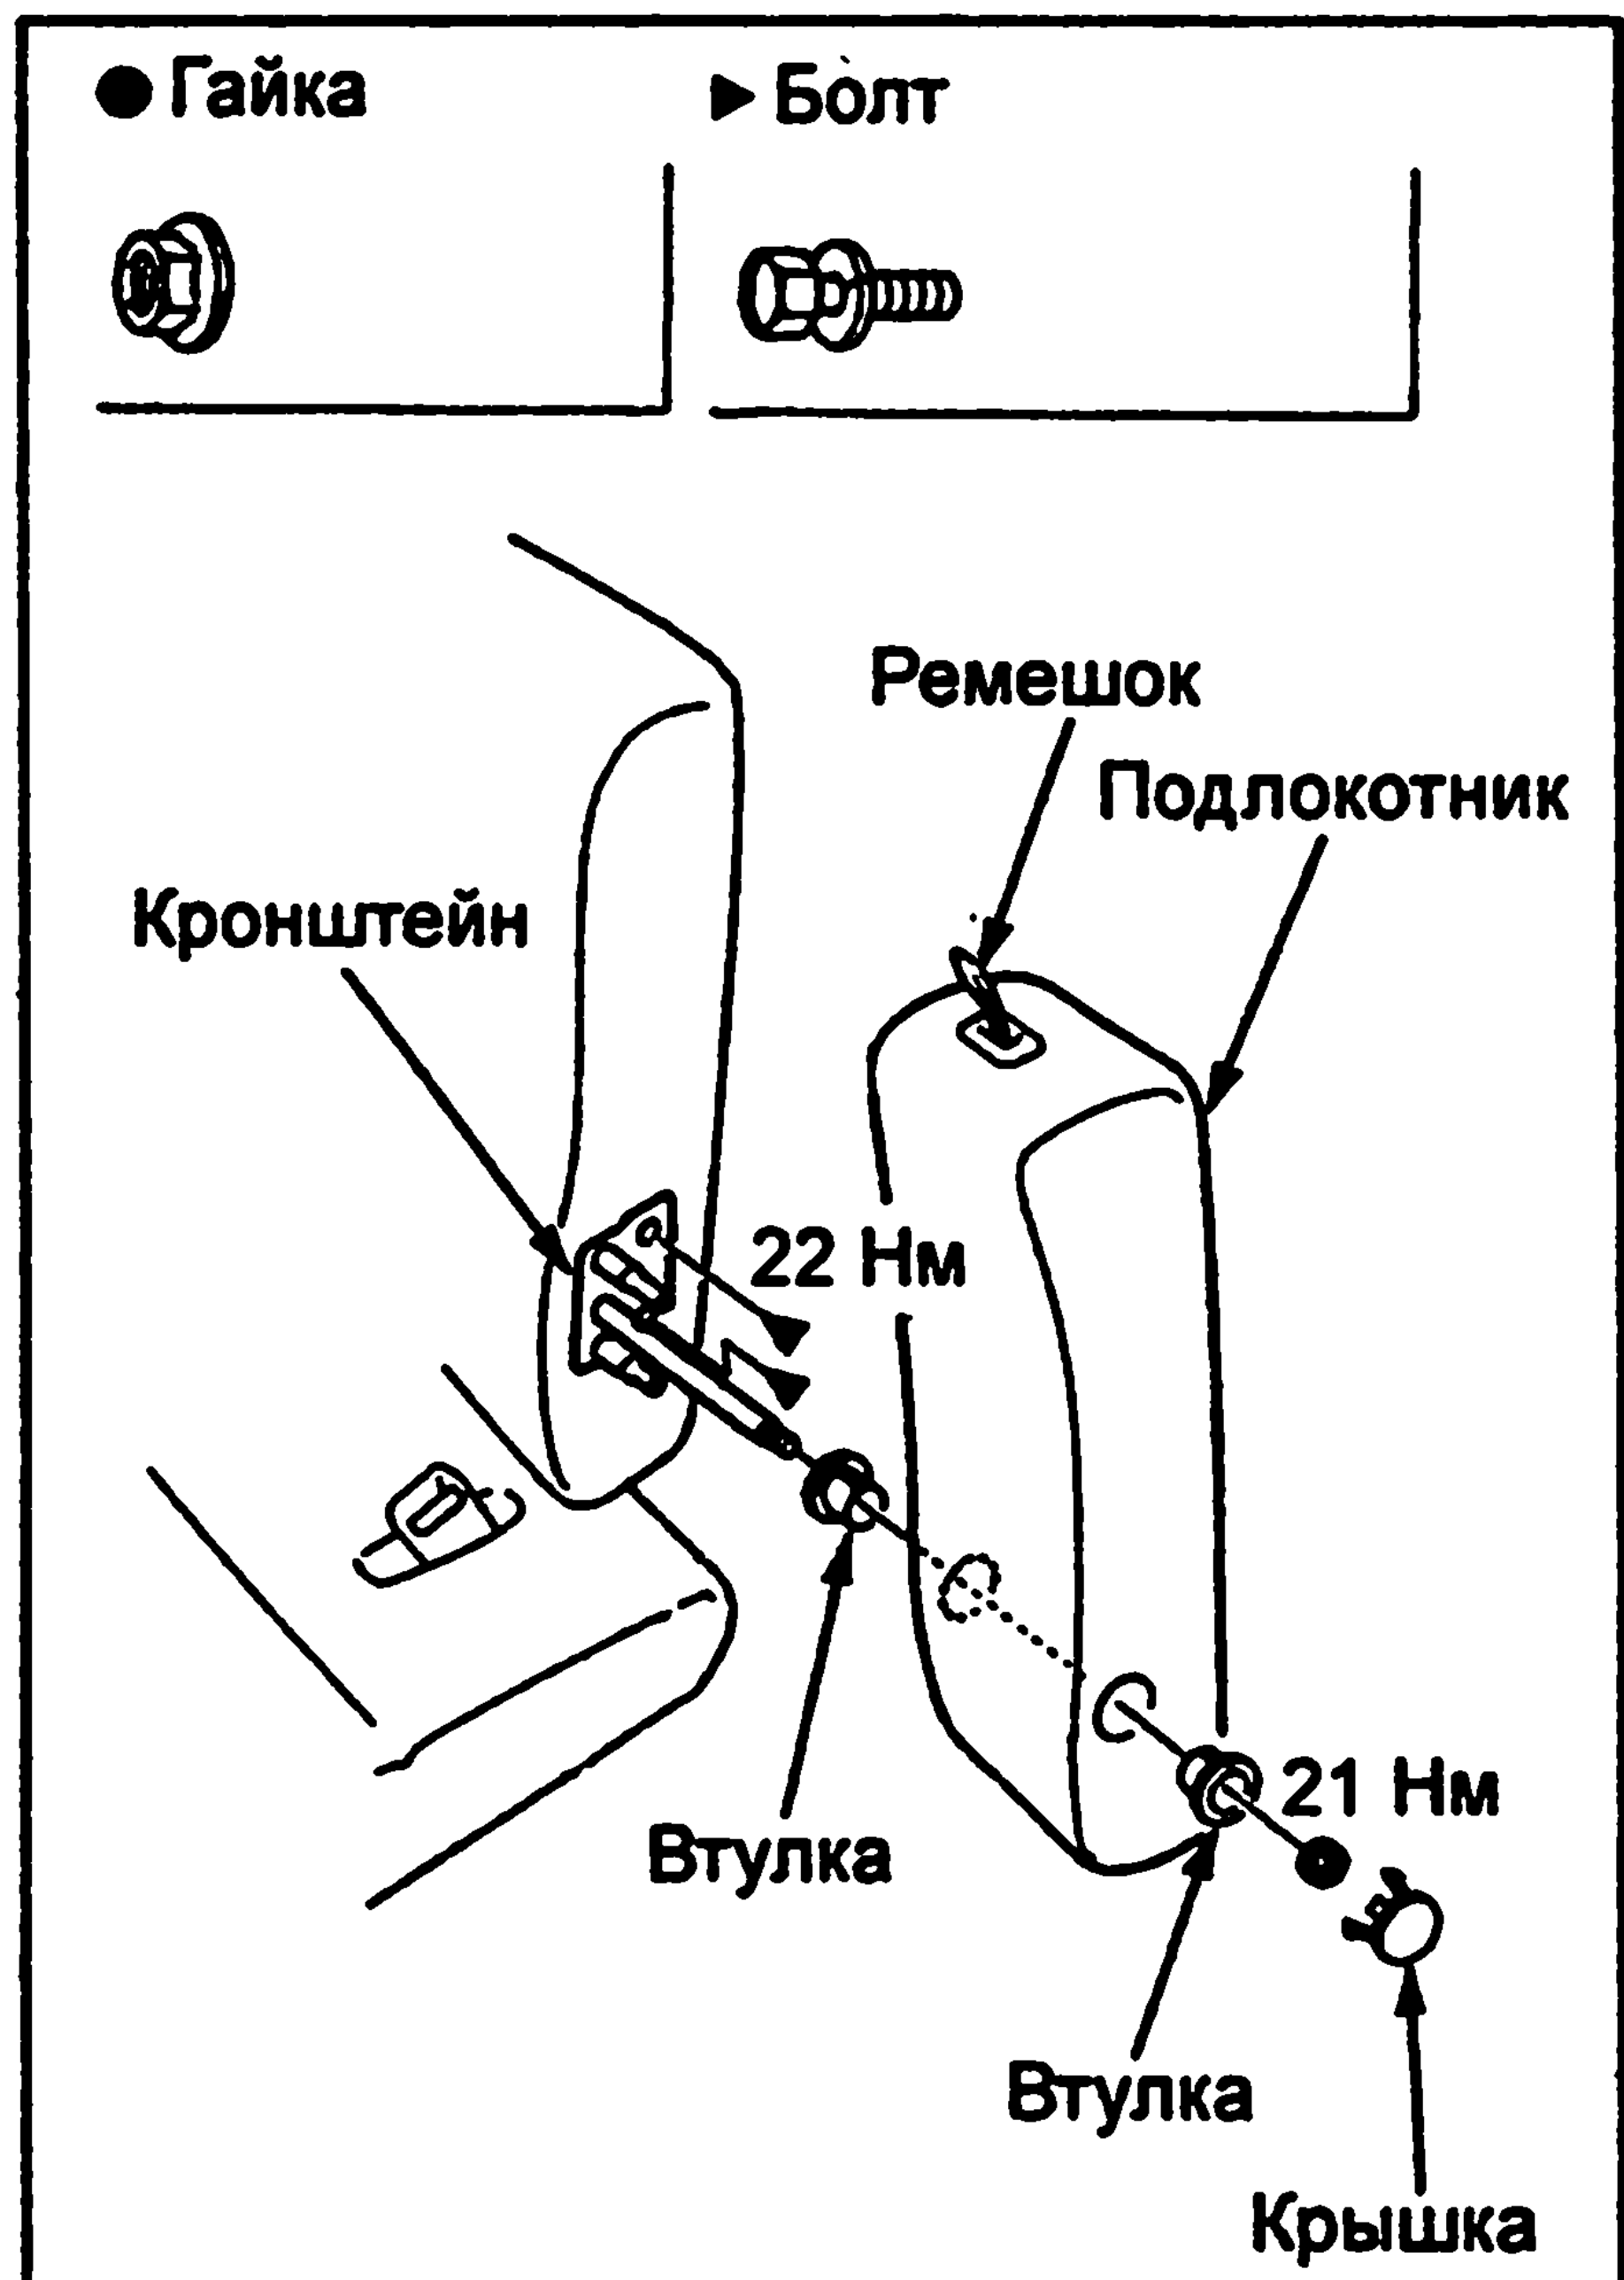 ● Гайка
▶ Болт
Ремешок
Подлокотник
Кронштейн
22 Нм
21 Нм
Втулка
Втулка
Крышка